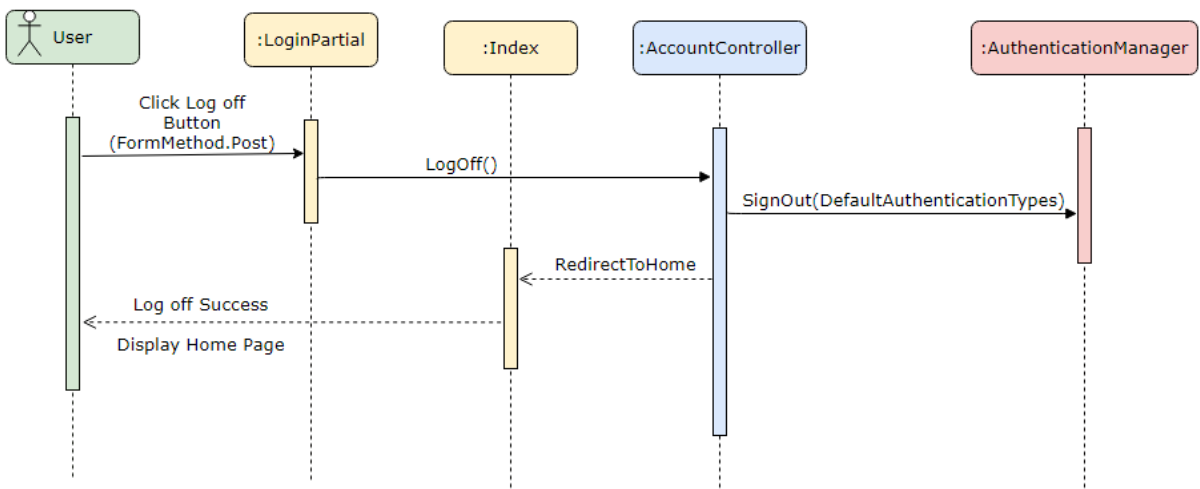 User
:LoginPartial
:Index
:AccountController
:AuthenticationManager
Click Log off
Button
(FormMethod.Post)
LogOff()
SignOut(DefaultAuthenticationTypes)
RedirectToHome
Log off Success
Display Home Page